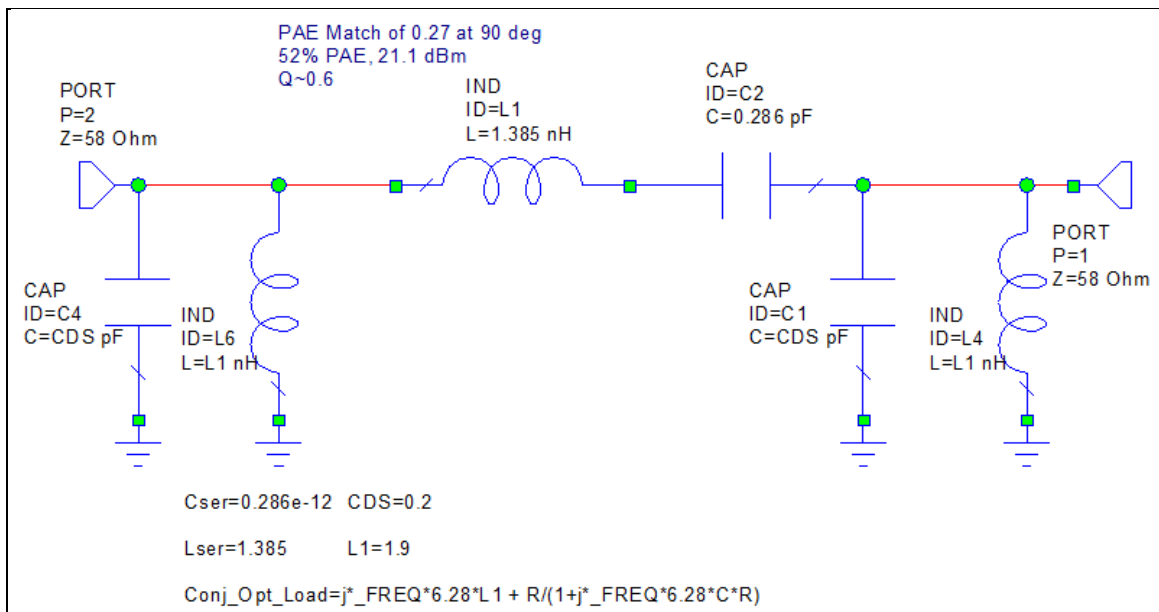 PAE Match of 0.27 at 90 deg
52% PAE, 21.1 dBm
Q~0.6
PORT
P=2
Z=58 Ohm
IND
ID=L1
L=1.385 nH
CAP
ID=C2
C=0.286 pF
CAP
ID=C4
C=CDS pF
IND
ID=L6
L=L1 nH
CAP
ID=C1
C=CDS pF
IND
ID=L4
L=L1 nH
PORT
P=1
Z=58 Ohm
Cser=0.286e-12 CDS=0.2
Lser=1.385 L1=1.9
Conj_Opt_Load=j*_FREQ*6.28*L1 + R/(1+j*_FREQ*6.28*C*R)